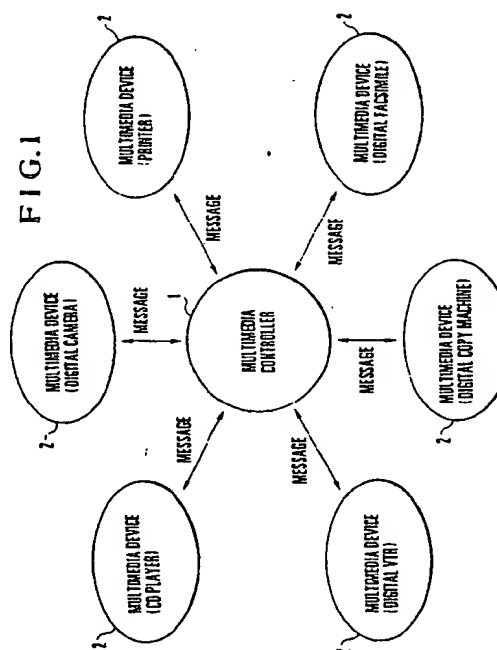 FIG.1
2
MULTIMEDIA DEVICE
(DIGITAL CAMERA)
MESSAGE
2
MULTIMEDIA DEVICE
(CD PLAYER)
MESSAGE
2
MULTIMEDIA DEVICE
(PRINTER)
MESSAGE
1
MULTIMEDIA
CONTROLLER
MESSAGE
2
MULTIMEDIA DEVICE
(DIGITAL VTR)
MESSAGE
MULTIMEDIA DEVICE
(DIGITAL COPY MACHINE)
2
MESSAGE
MULTIMEDIA DEVICE
(DIGITAL FACSIMILE)
2